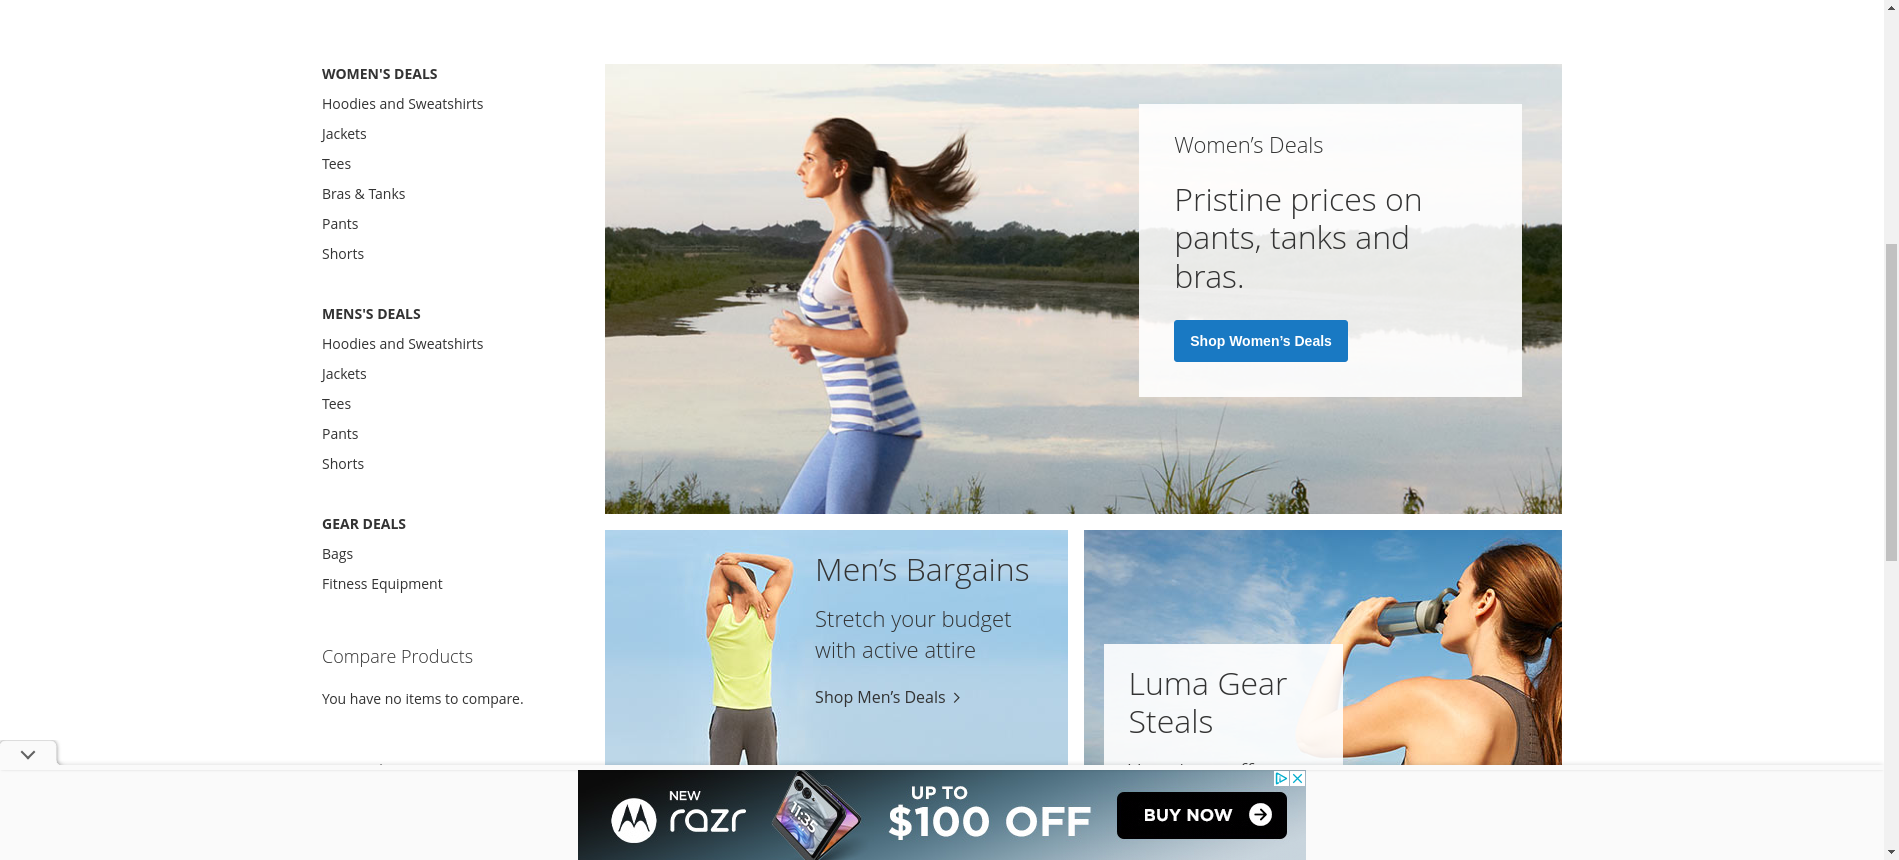 WOMEN'S DEALS
Hoodies and Sweatshirts
Jackets
Tees
Bras & Tanks
Pants
Shorts
MENS'S DEALS
Hoodies and Sweatshirts
Jackets
Tees
Pants
Shorts
GEAR DEALS
Bags
Fitness Equipment
Compare Products
You have no items to compare.
Women’s Deals
Pristine prices on
pants, tanks and
bras.
Shop Women’s Deals
Men’s Bargains
Stretch your budget
with active attire
Shop Men’s Deals
Luma Gear
Steals
NEW
razr
11:35
UP TO
$100 OFF
BUY NOW